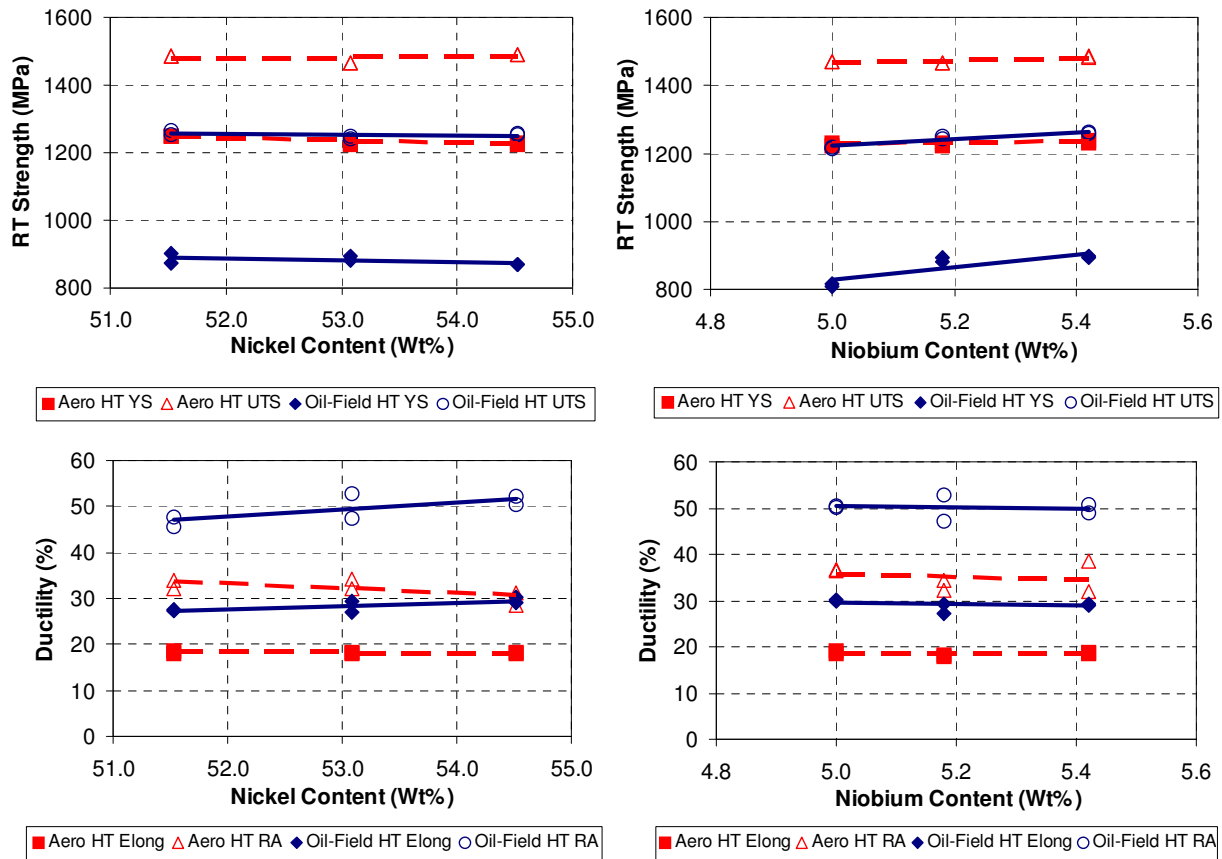 RT Strength (MPa)
1600
1400
1200
1000
800
51.0 52.0 53.0 54.0 55.0
Nickel Content (Wt%)
Aero HT YS Aero HT UTS Oil-Field HT YS Oil-Field HT UTS
RT Strength (MPa)
1600
1400
1200
1000
800
4.8 5.0 5.2 5.4 5.6
Niobium Content (Wt%)
Aero HT YS Aero HT UTS Oil-Field HT YS Oil-Field HT UTS
Ductility (%)
60
50
40
30
20
10
0
51.0 52.0 53.0 54.0 55.0
Nickel Content (Wt%)
Aero HT Elong Aero HT RA Oil-Field HT Elong Oil-Field HT RA
Ductility (%)
60
50
40
30
20
10
0
4.8 5.0 5.2 5.4 5.6
Niobium Content (Wt%)
Aero HT Elong Aero HT RA Oil-Field HT Elong Oil-Field HT RA